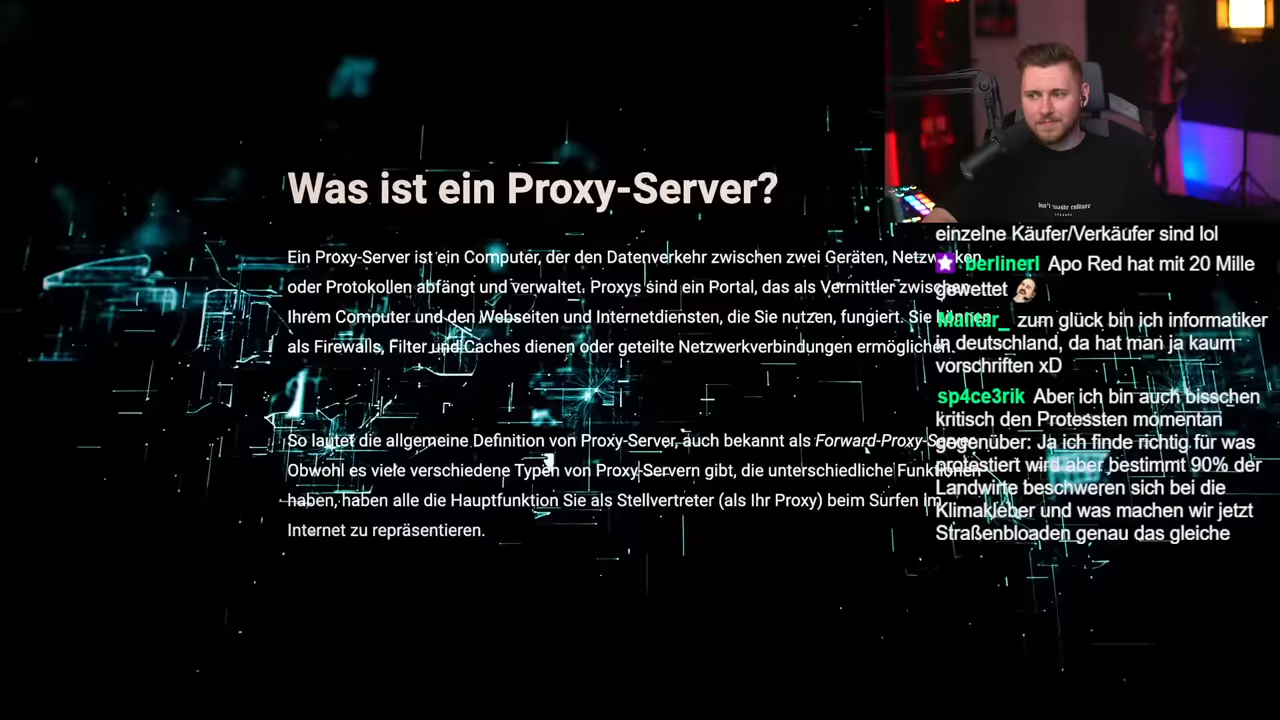 Was ist ein Proxy-Server?
Ein Proxy-Server ist ein Computer, der den Datenverkehr zwischen zwei Geräten,
oder Protokollen abfängt und verwaltet. Proxys sind ein Portal, das als Vermittler zwischen
Ihrem Computer und den Webseiten und Internetdiensten, die Sie nutzen, fungiert. Sie können
als Firewalls, Filter und Caches dienen oder geteilte Netzwerkverbindungen ermöglichen.
So lautet die allgemeine Definition von Proxy-Server, auch bekannt als
Obwohl es viele verschiedene Typen von Proxy-Servern gibt, die unterschiedliche Funktionen
haben, haben alle die Hauptfunktion Sie als Stellvertreter (als Ihr Proxy) beim Surfen im
Internet zu repräsentieren.
don't waste culture
einzelne Käufer/Verkäufer sind lol
berlinerl Apo Red hat mit 20 Mille
gewettet
zum glück bin ich informatiker
in deutschland, da hat man ja kaum
vorschriften xD
sp4ce3rik Aber ich bin auch bisschen
kritisch den Protessten momentan
gegenüber: Ja ich finde richtig für was
protestiert wird aber bestimmt 90% der
Landwirte beschweren sich bei die
Klimakleber und was machen wir jetzt
Straßenbloaden genau das gleiche